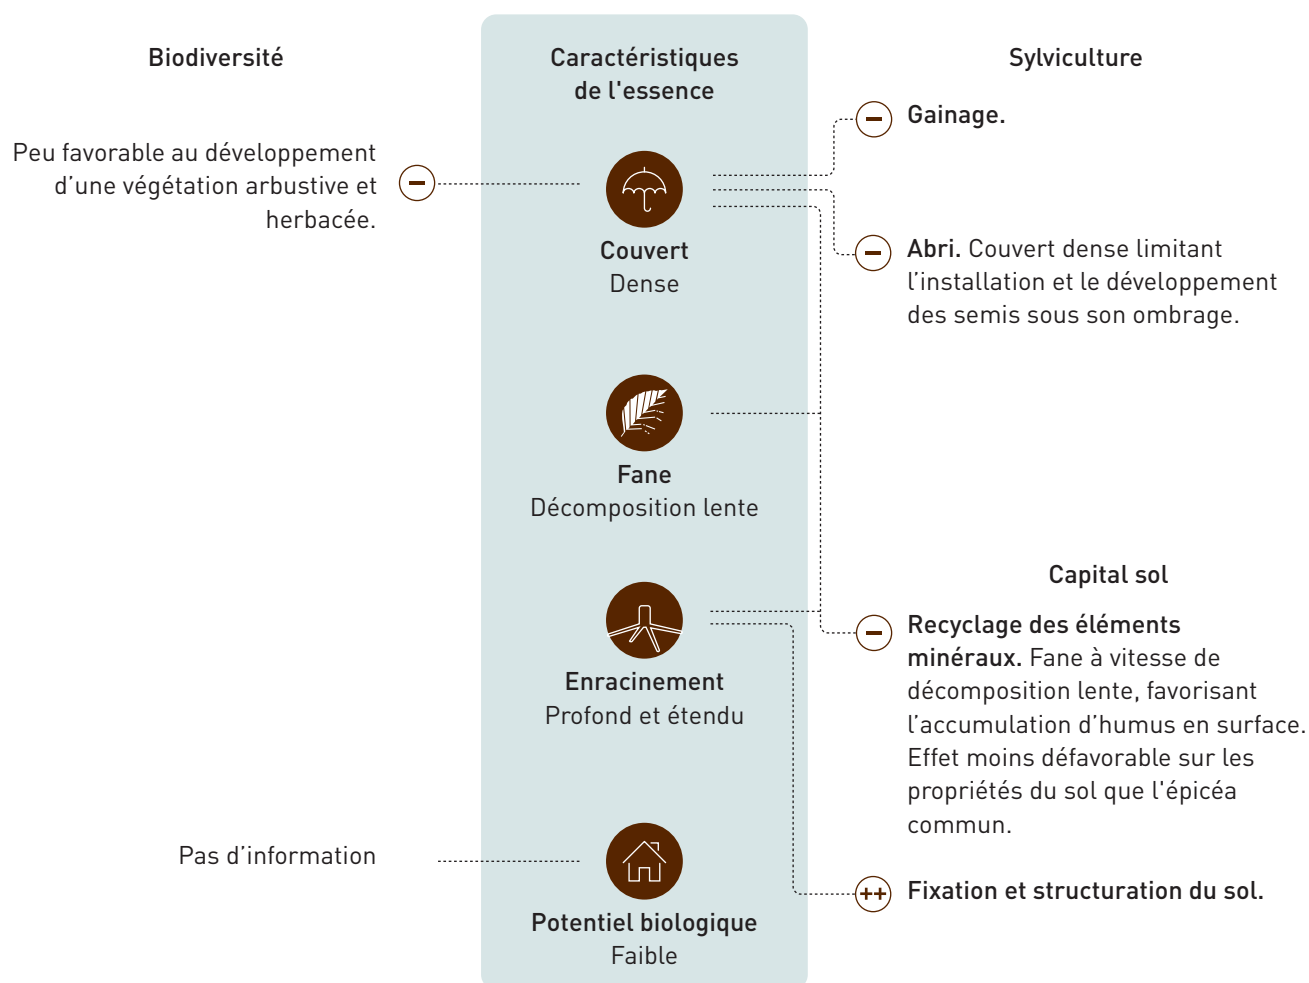 Biodiversité
Peu favorable au développement
d’une végétation arbustive et
herbacée.
−
Pas d’information
Caractéristiques
de l'essence
Couvert
Dense
Fane
Décomposition lente
Enracinement
Profond et étendu
Potentiel biologique
Faible
Sylviculture
− Gainage.
− Abri. Couvert dense limitant
l’installation et le développement
des semis sous son ombrage.
Capital sol
− Recyclage des éléments
minéraux. Fane à vitesse de
décomposition lente, favorisant
l’accumulation d’humus en surface.
Effet moins défavorable sur les
propriétés du sol que l'épicéa
commun.
++ Fixation et structuration du sol.